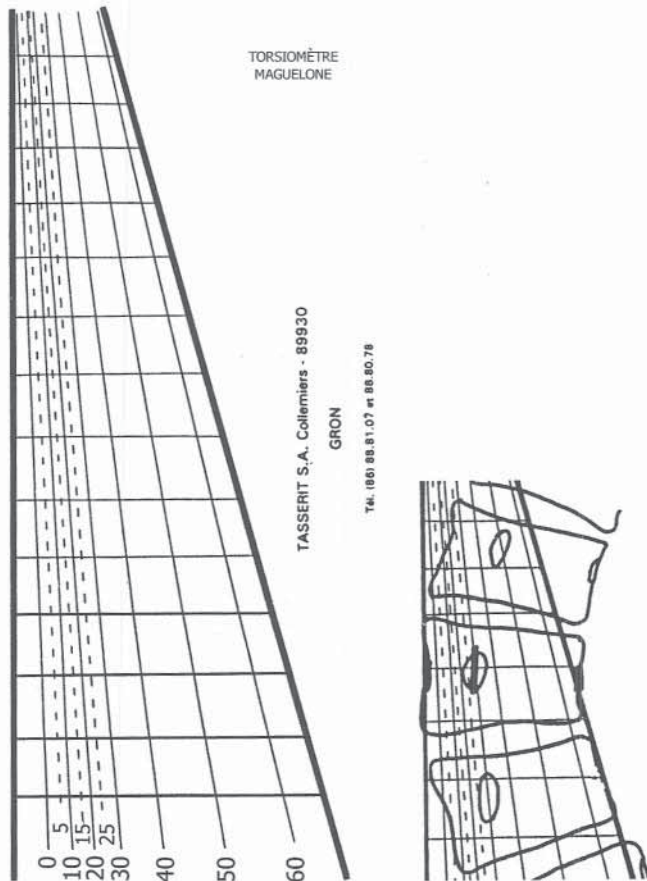 TORSIOMÈTRE
MAGUELONE
TASSERIT S.A. Collemiers - 89930
GRON
Tél. (86) 88.81.07 et 88.80.78
0
5
10
15
20
25
30
40
50
60